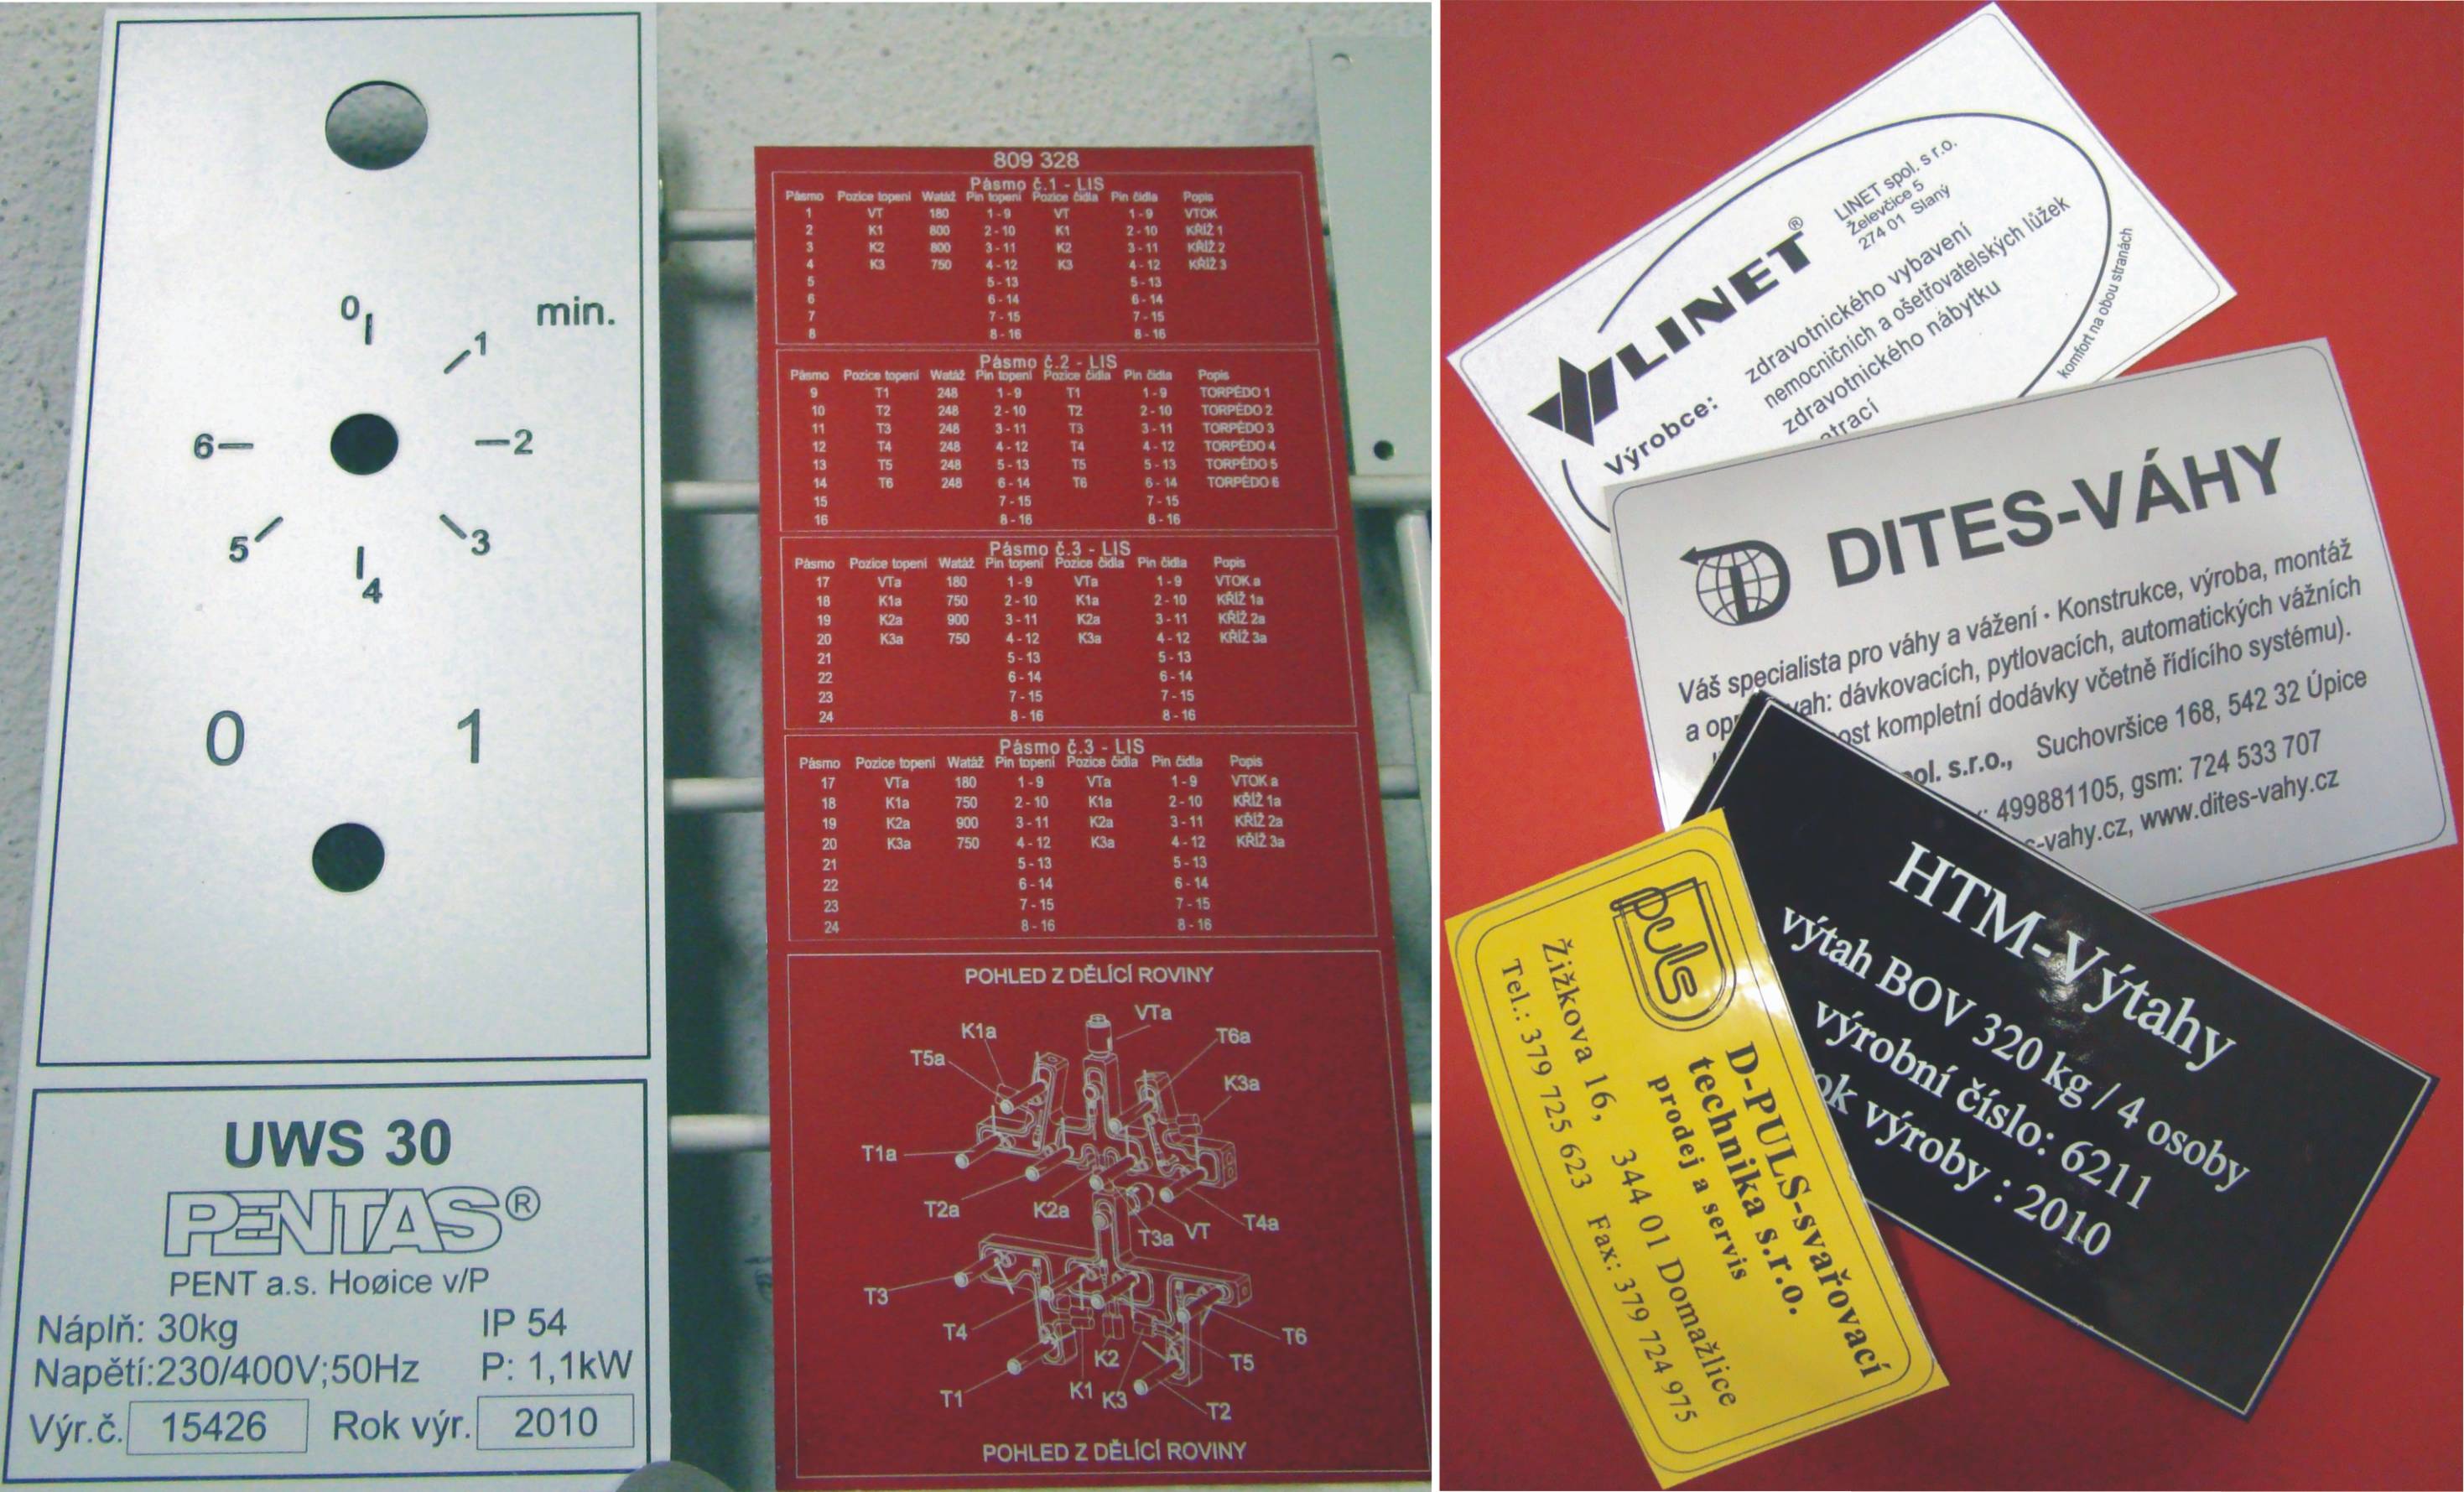 0
1
min.
6
2
5
3
4
0 1
UWS 30
PENTAS®
PENT a.s. Hoøice v/P
Náplň: 30kg IP 54
Napětí:230/400V;50Hz P: 1,1kW
Výr.č. 15426 Rok výr. 2010
809 328
Pásmo č.1 - LIS
Pásmo Pozice topení Watáž Pin topení Pozice čidla Pin čidla Popis
1 VT 180 1-9 VT 1-9 VTOK
2 K1 800 2-10 K1 2-10 KŘÍŽ 1
3 K2 800 3-11 K2 3-11 KŘÍŽ 2
4 K3 750 4-12 K3 4-12 KŘÍŽ 3
5 5-13 5-13
6 6-14 6-14
7 7-15 7-15
8 8-16 8-16
Pásmo č.2 - LIS
Pásmo Pozice topení Watáž Pin topení Pozice čidla Pin čidla Popis
9 T1 248 1-9 T1 1-9 TORPÉDO 1
10 T2 248 2-10 T2 2-10 TORPÉDO 2
11 T3 248 3-11 T3 3-11 TORPÉDO 3
12 T4 248 4-12 T4 4-12 TORPÉDO 4
13 T5 248 5-13 T5 5-13 TORPÉDO 5
14 T6 248 6-14 T6 6-14 TORPÉDO 6
15 7-15 7-15
16 8-16 8-16
Pásmo č.3 - LIS
Pásmo Pozice topení Watáž Pin topení Pozice čidla Pin čidla Popis
17 VTa 180 1-9 VTa 1-9 VTOK a
18 K1a 750 2-10 K1a 2-10 KŘÍŽ 1a
19 K2a 900 3-11 K2a 3-11 KŘÍŽ 2a
20 K3a 750 4-12 K3a 4-12 KŘÍŽ 3a
21 5-13 5-13
22 6-14 6-14
23 7-15 7-15
24 8-16 8-16
Pásmo č.3 - LIS
Pásmo Pozice topení Watáž Pin topení Pozice čidla Pin čidla Popis
17 VTa 180 1-9 VTa 1-9 VTOK a
18 K1a 750 2-10 K1a 2-10 KŘÍŽ 1a
19 K2a 900 3-11 K2a 3-11 KŘÍŽ 2a
20 K3a 750 4-12 K3a 4-12 KŘÍŽ 3a
21 5-13 5-13
22 6-14 6-14
23 7-15 7-15
24 8-16 8-16
POHLED Z DĚLÍCÍ ROVINY
VTa
K1a T6a
T5a
K3a
T1a
T2a K2a T4a
T3a VT
T3
T4 T6
K2 T5
T1 K1 K3
T2
POHLED Z DĚLÍCÍ ROVINY
LINET®
LINET spol. s r.o.
Želevčice 5
274 01 Slaný
Výrobce:
zdravotnického vybavení
nemocničních a ošetřovatelských lůžek
zdravotnického nábytku
komfort na obou stranách
DITES-VÁHY
Váš specialista pro váhy a vážení · Konstrukce, výroba, montáž
vah: dávkovacích, pytlovacích, automatických vážních
kompletní dodávky včetně řídícího systému).
s.r.o., Suchovršice 168, 542 32 Úpice
499881105, gsm: 724 533 707
vahy.cz, www.dites-vahy.cz
HTM-Výtahy
výtah BOV 320 kg / 4 osoby
výrobní číslo: 6211
výroby : 2010
puls
D-PULS-svařovací
technika s.r.o.
prodej a servis
Žižkova 16, 344 01 Domažlice
Tel.: 379 725 623 Fax: 379 724 975